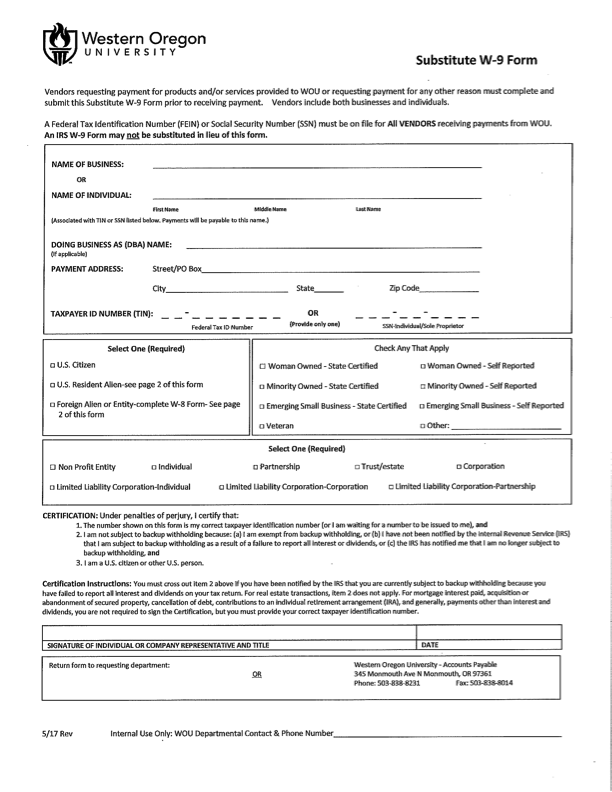 Western Oregon
UNIVERSITY
Substitute W-9 Form
Vendors requesting payment for products and/or services provided to WOU or requesting payment for any other reason must complete and
submit this Substitute W-9 Form prior to receiving payment. Vendors include both businesses and individuals.
A Federal Tax Identification Number (FEIN) or Social Security Number (SSN) must be on file for All VENDORS receiving payments from WOU.
An IRS W-9 Form may not be substituted in lieu of this form.
NAME OF BUSINESS:
OR
NAME OF INDIVIDUAL:
First Name Middle Name Last Name
(Associated with TIN or SSN listed below. Payments will be payable to this name.)
DOING BUSINESS AS (DBA) NAME:
(If applicable)
PAYMENT ADDRESS: Street/PO Box
City State Zip Code
TAXPAYER ID NUMBER (TIN): _ _ - _ _ _ _ _ _ _ OR _ _ _ - _ _ - _ _ _ _
Federal Tax ID Number (Provide only one) SSN-Individual/Sole Proprietor
Select One (Required) Check Any That Apply
□ U.S. Citizen □ Woman Owned - State Certified □ Woman Owned - Self Reported
□ U.S. Resident Alien-see page 2 of this form □ Minority Owned - State Certified □ Minority Owned - Self Reported
□ Foreign Alien or Entity-complete W-8 Form- See page □ Emerging Small Business - State Certified □ Emerging Small Business - Self Reported
2 of this form
□ Veteran □ Other:
Select One (Required)
□ Non Profit Entity □ Individual □ Partnership □ Trust/estate □ Corporation
□ Limited Liability Corporation-Individual □ Limited Liability Corporation-Corporation □ Limited Liability Corporation-Partnership
CERTIFICATION: Under penalties of perjury, I certify that:
1. The number shown on this form is my correct taxpayer identification number (or I am waiting for a number to be issued to me), and
2. I am not subject to backup withholding because: (a) I am exempt from backup withholding, or (b) I have not been notified by the Internal Revenue Service (IRS)
that I am subject to backup withholding as a result of a failure to report all interest or dividends, or (c) the IRS has notified me that I am no longer subject to
backup withholding, and
3. I am a U.S. citizen or other U.S. person.
Certification Instructions: You must cross out item 2 above if you have been notified by the IRS that you are currently subject to backup withholding because you
have failed to report all interest and dividends on your tax return. For real estate transactions, item 2 does not apply. For mortgage interest paid, acquisition or
abandonment of secured property, cancellation of debt, contributions to an individual retirement arrangement (IRA), and generally, payments other than interest and
dividends, you are not required to sign the Certification, but you must provide your correct taxpayer identification number.
SIGNATURE OF INDIVIDUAL OR COMPANY REPRESENTATIVE AND TITLE DATE
Return form to requesting department: Western Oregon University - Accounts Payable
OR 345 Monmouth Ave N Monmouth, OR 97361
Phone: 503-838-8231 Fax: 503-838-8014
5/17 Rev Internal Use Only: WOU Departmental Contact & Phone Number